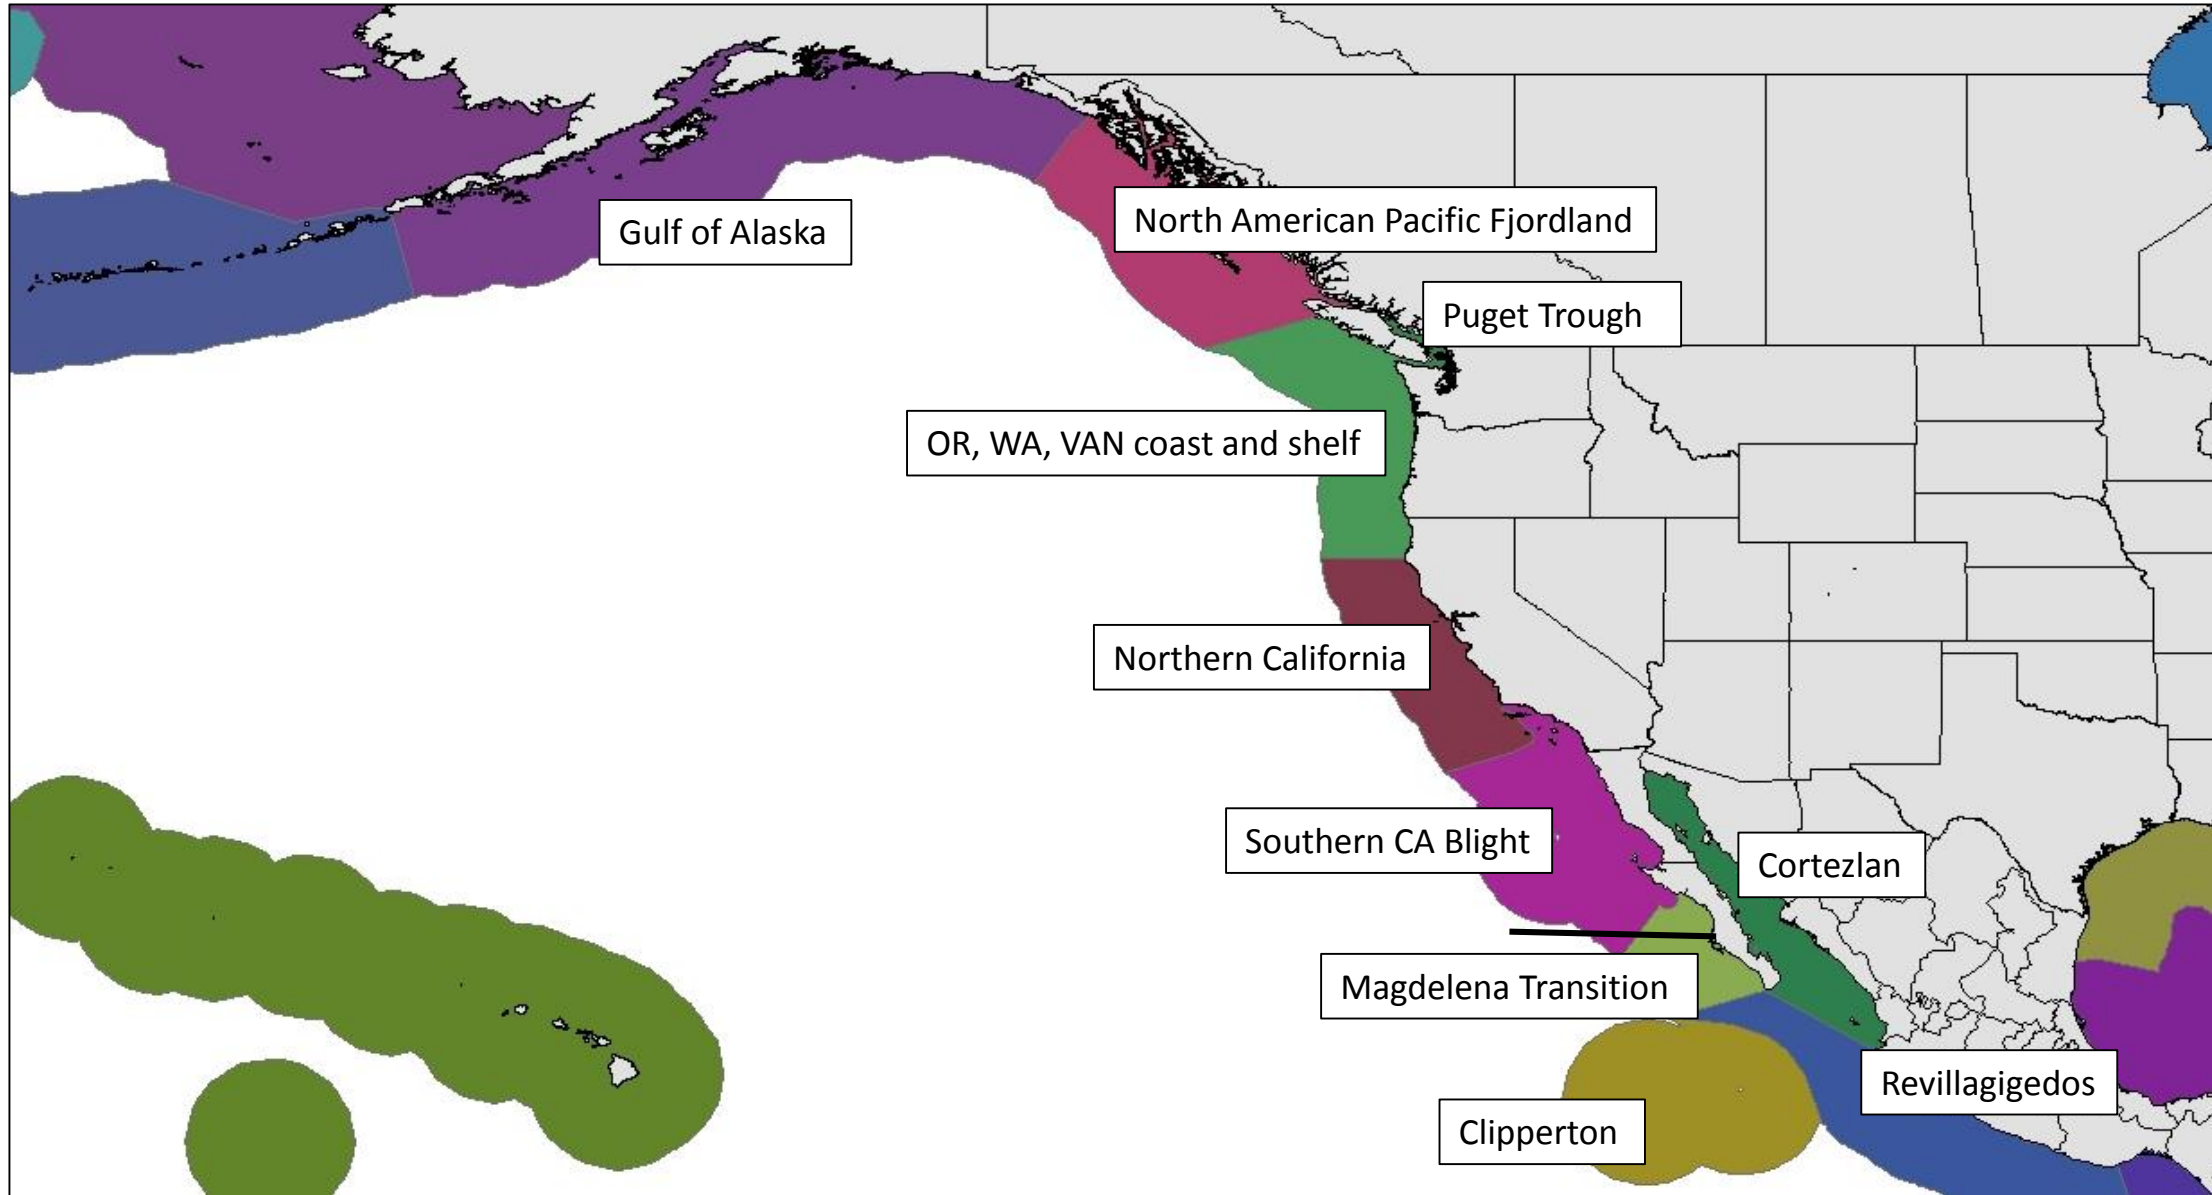 Gulf of Alaska
North American Pacific Fjordland
Puget Trough
OR, WA, VAN coast and shelf
Northern California
Southern CA Blight
Cortezlan
Magdelena Transition
Revillagigedos
Clipperton